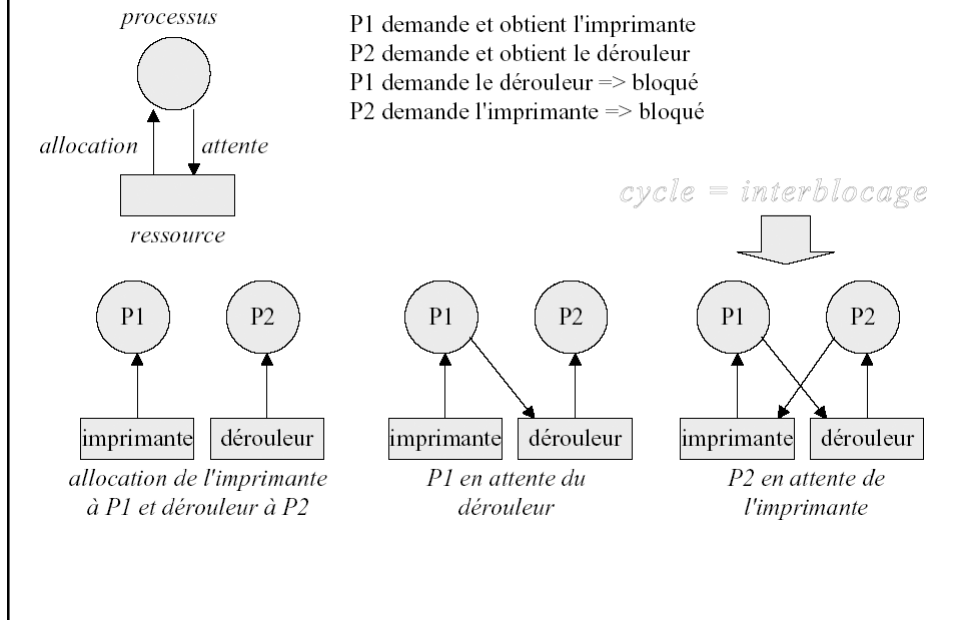 processus
P1 demande et obtient l'imprimante
P2 demande et obtient le dérouleur
P1 demande le dérouleur => bloqué
P2 demande l'imprimante => bloqué
allocation
attente
ressource
cycle = interblocage
P1
P2
imprimante
dérouleur
allocation de l'imprimante
à P1 et dérouleur à P2
P1
P2
imprimante
dérouleur
P1 en attente du
dérouleur
P1
P2
imprimante
dérouleur
P2 en attente de
l'imprimante